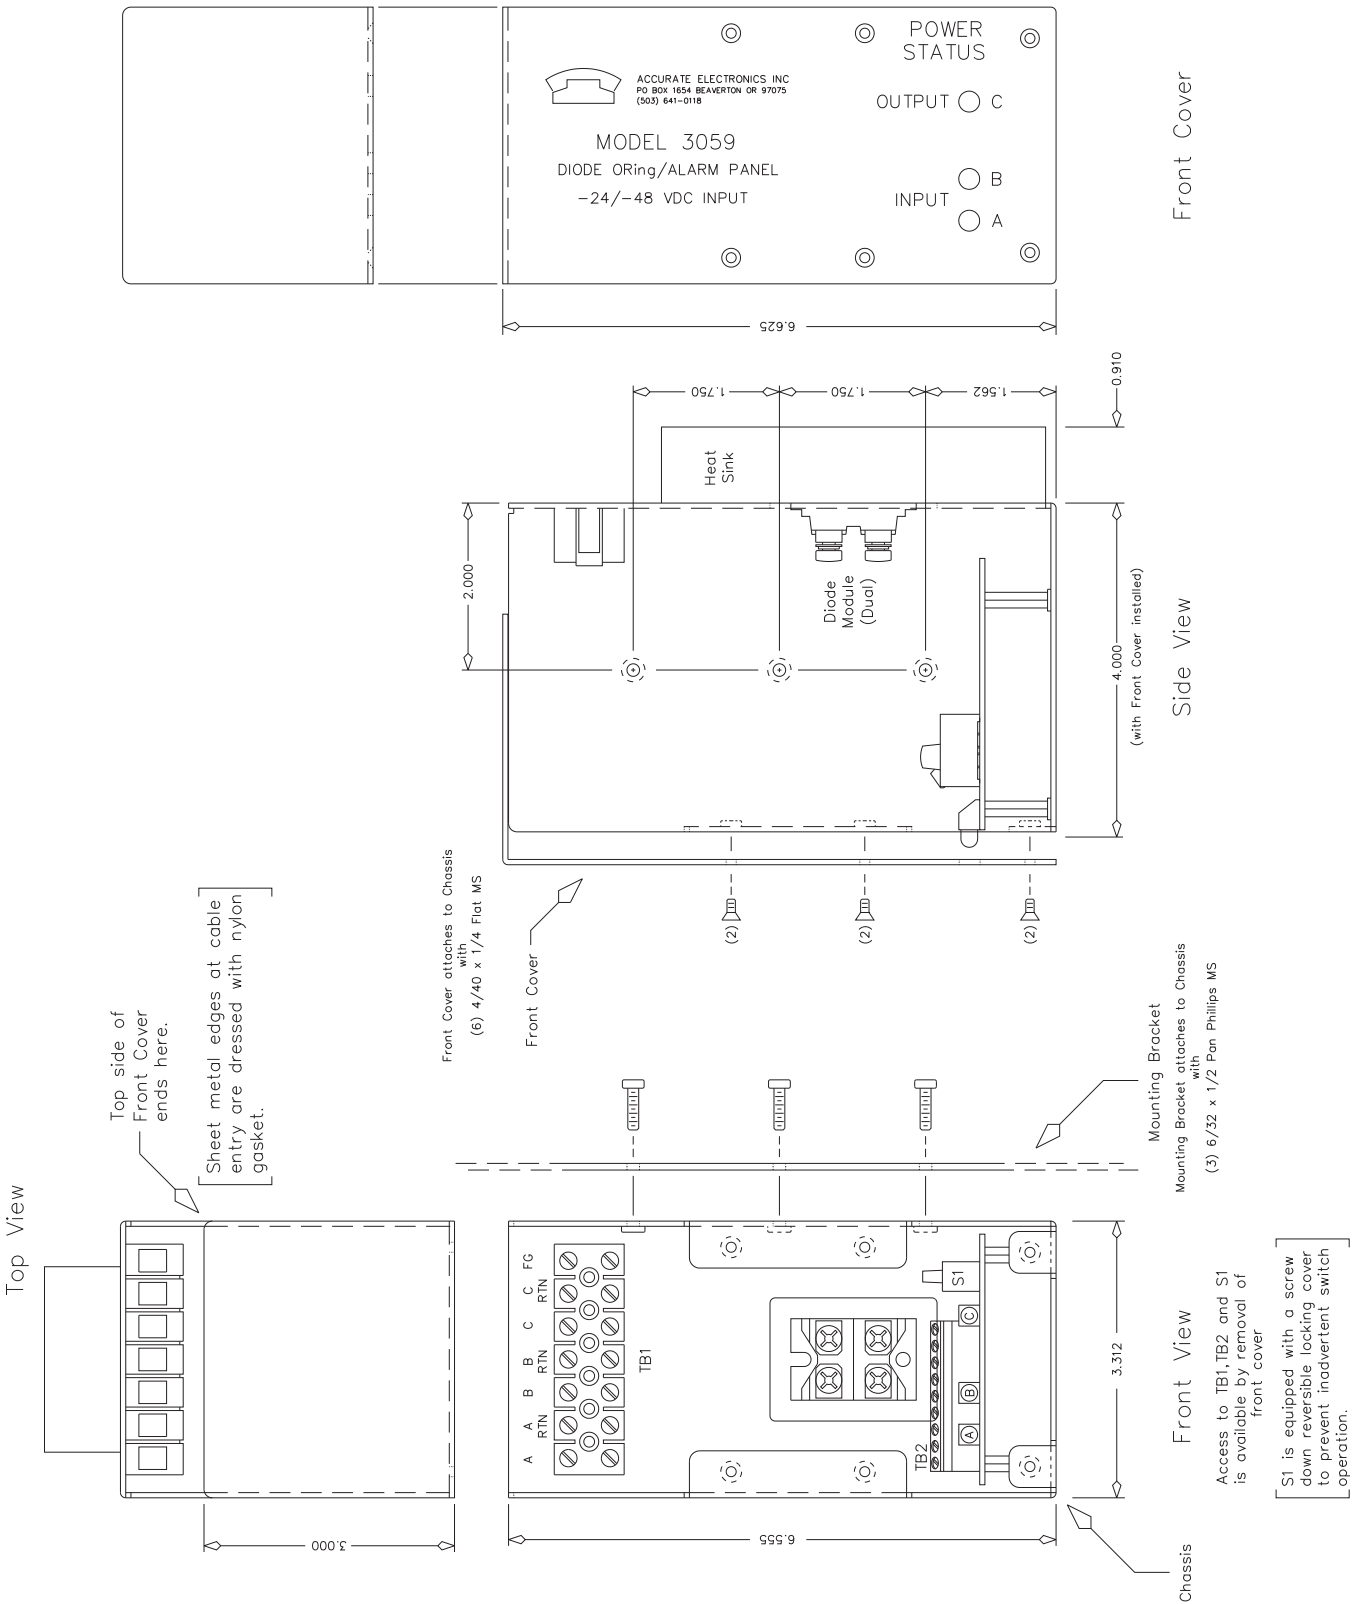 POWER
STATUS
OUTPUT C
B
INPUT
A
ACCURATE ELECTRONICS INC
PO BOX 1654 BEAVERTON OR 97075
(503) 641-0118
MODEL 3059
DIODE ORing/ALARM PANEL
-24/-48 VDC INPUT
6.625
Front Cover
1.750
1.750
1.562
0.910
Heat
Sink
2.000
Diode
Module
(Dual)
4.000
(with Front Cover installed)
Side View
(2)
(2)
(2)
Front Cover attaches to Chassis
with
(6) 4/40 x 1/4 Flat MS
Front Cover
Mounting Bracket
Mounting Bracket attaches to Chassis
with
(3) 6/32 x 1/2 Pan Phillips MS
Top View
Top side of
Front Cover
ends here.
Sheet metal edges at cable
entry are dressed with nylon
gasket.
3.000
A
A RTN
B
B RTN
C
C RTN
FG
TB1
TB2
S1
A
B
C
6.555
3.312
Chassis
Front View
Access to TB1,TB2 and S1
is available by removal of
front cover
S1 is equipped with a screw
down reversible locking cover
to prevent inadvertent switch
operation.